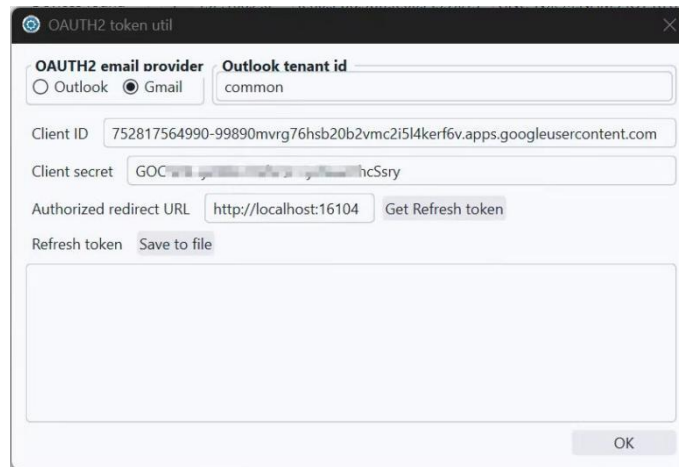 OAUTH2 token util
OAUTH2 email provider Outlook tenant id
Outlook Gmail common
Client ID 752817564990-99890mvrg76hsb20b2vmc2i5l4kerf6v.apps.googleusercontent.com
Client secret GOC hcSsry
Authorized redirect URL http://localhost:16104 Get Refresh token
Refresh token Save to file
OK